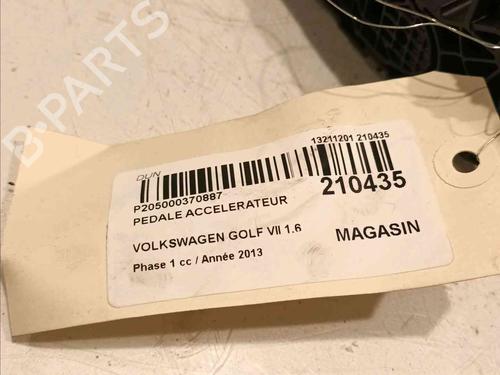 B-PARTS
DUN
13211201 210435
P205000370887
210435
PEDALE ACCELERATEUR
VOLKSWAGEN GOLF VII 1.6
MAGASIN
Phase 1 cc / Année 2013